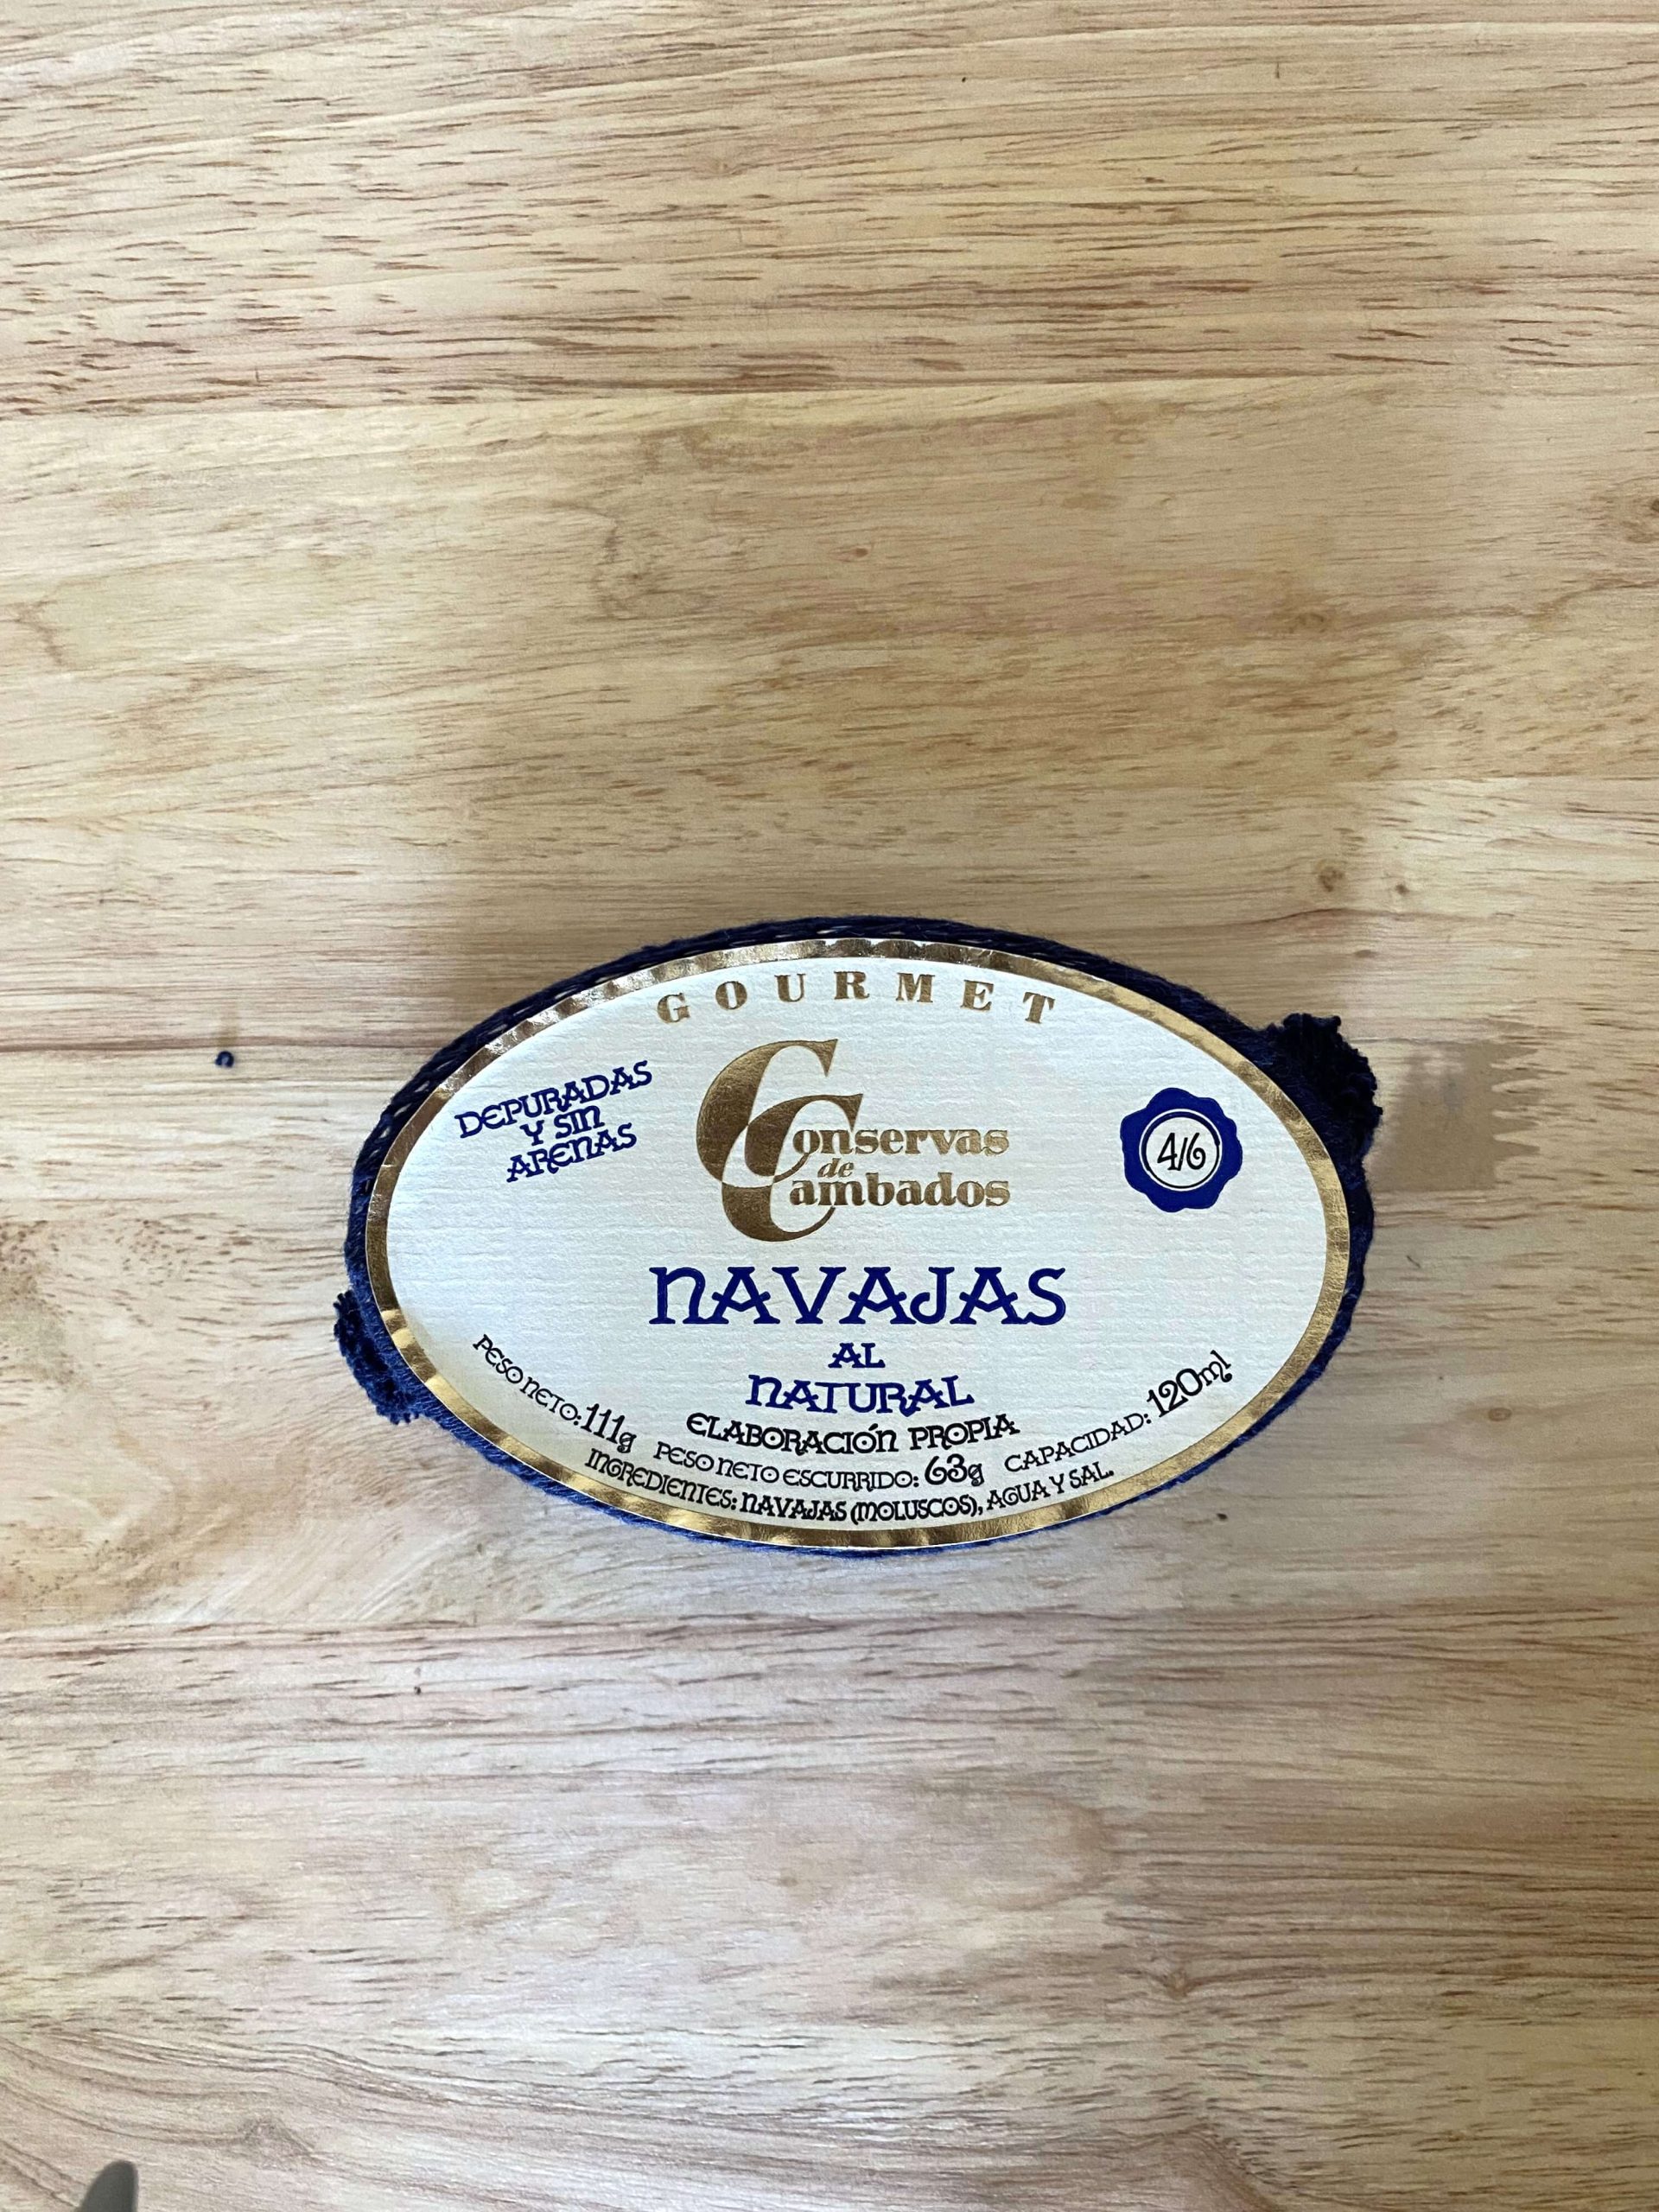 GOURMET
DEPURADAS
Y SIN
ARENAS
Conservas
de
Cambados
4/6
NAVAJAS
AL
NATURAL
ELABORACIÓN PROPIA
PESO NETO: 111g PESO NETO ESCURRIDO: 63g CAPACIDAD: 120ml
INGREDIENTES: NAVAJAS (MOLUSCOS), AGUA Y SAL.